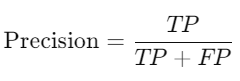 Precision = TP / (TP + FP)